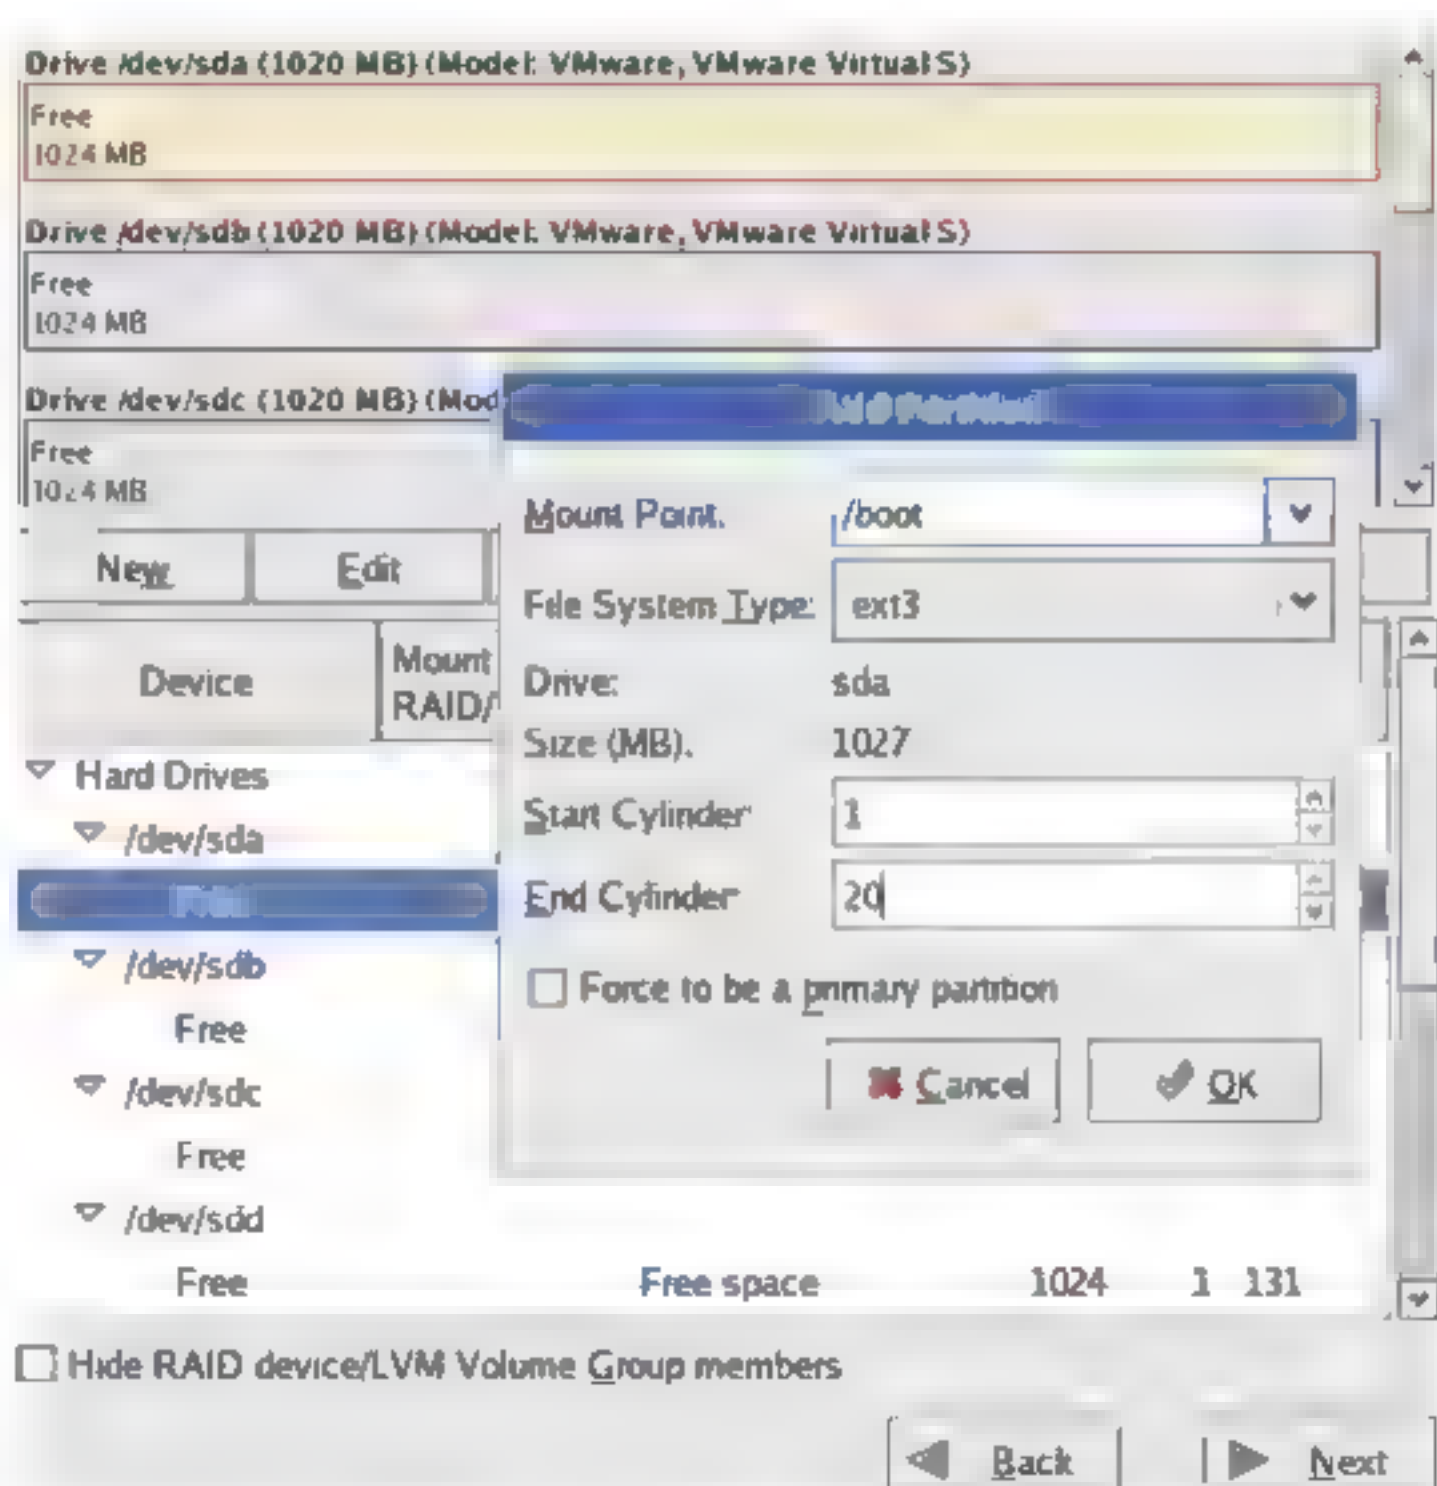 Drive /dev/sda (1020 MB) (Model: VMware, VMware Virtual S)
Free
1024 MB
Drive /dev/sdb (1020 MB) (Model: VMware, VMware Virtual S)
Free
1024 MB
Drive /dev/sdc (1020 MB) (Mod
Free
1024 MB
New Edit
Device
Mount
RAID/
Hard Drives
/dev/sda
/dev/sdb
Free
/dev/sdc
Free
/dev/sdd
Free Free space 1024 1 131
Mount Point: /boot
File System Type: ext3
Drive: sda
Size (MB): 1027
Start Cylinder: 1
End Cylinder: 20
Force to be a primary partition
Cancel OK
Hide RAID device/LVM Volume Group members
Back Next